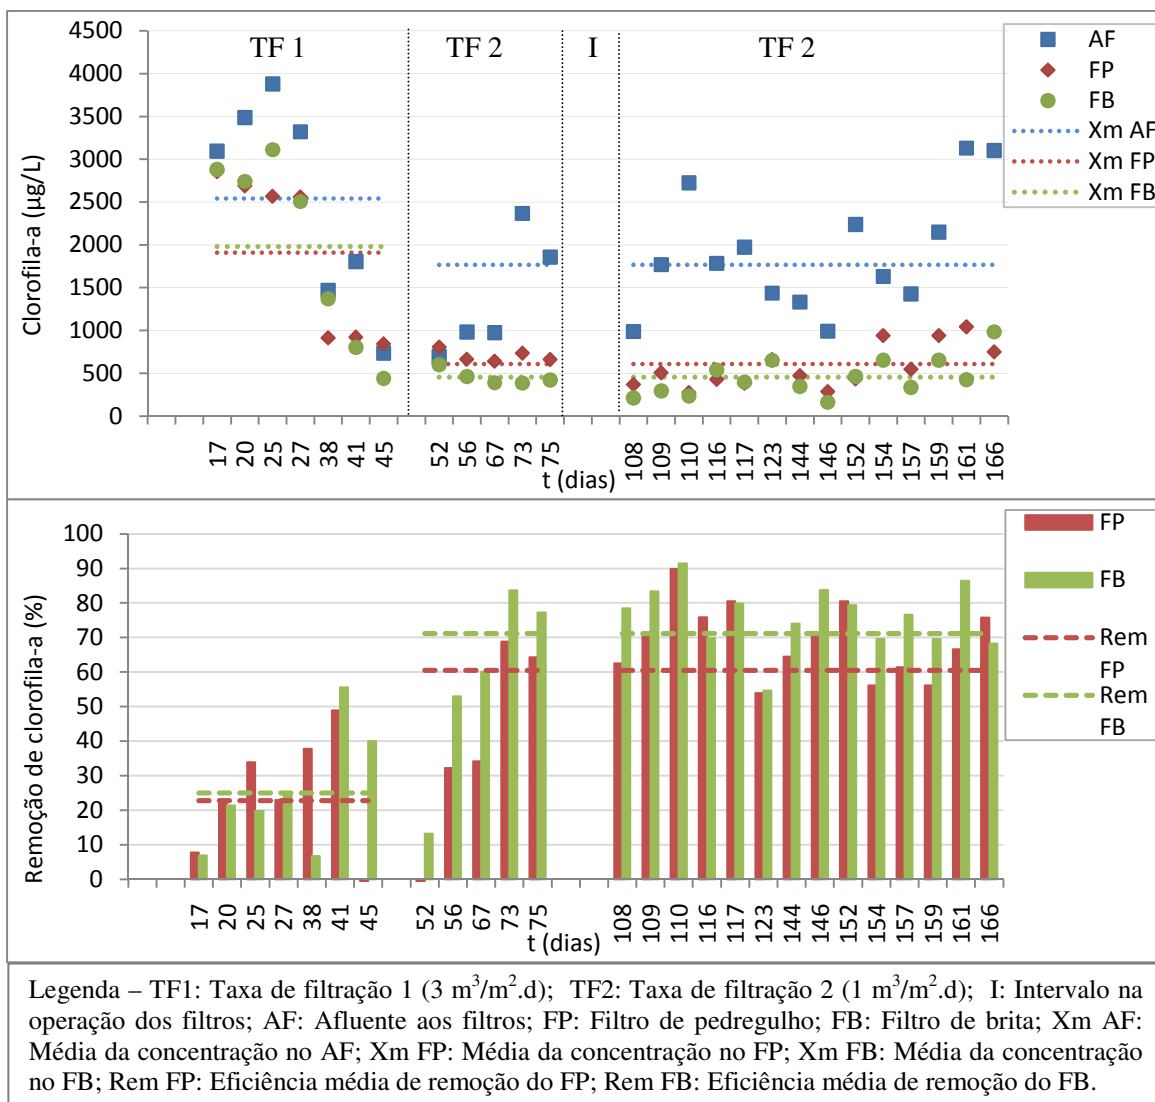 4500
4000
3500
3000
2500
2000
1500
1000
500
0
Clorofila-a (µg/L)
TF 1
TF 2
I
TF 2
AF
FP
FB
Xm AF
Xm FP
Xm FB
17 20 25 27 38 41 45 52 56 67 73 75 108 109 110 116 117 123 144 146 152 154 157 159 161 166
t (dias)
100
90
80
70
60
50
40
30
20
10
0
Remoção de clorofila-a (%)
FP
FB
Rem
FP
Rem
FB
17 20 25 27 38 41 45 52 56 67 73 75 108 109 110 116 117 123 144 146 152 154 157 159 161 166
t (dias)
Legenda – TF1: Taxa de filtração 1 (3 m³/m².d); TF2: Taxa de filtração 2 (1 m³/m².d); I: Intervalo na
operação dos filtros; AF: Afluente aos filtros; FP: Filtro de pedregulho; FB: Filtro de brita; Xm AF:
Média da concentração no AF; Xm FP: Média da concentração no FP; Xm FB: Média da concentração
no FB; Rem FP: Eficiência média de remoção do FP; Rem FB: Eficiência média de remoção do FB.